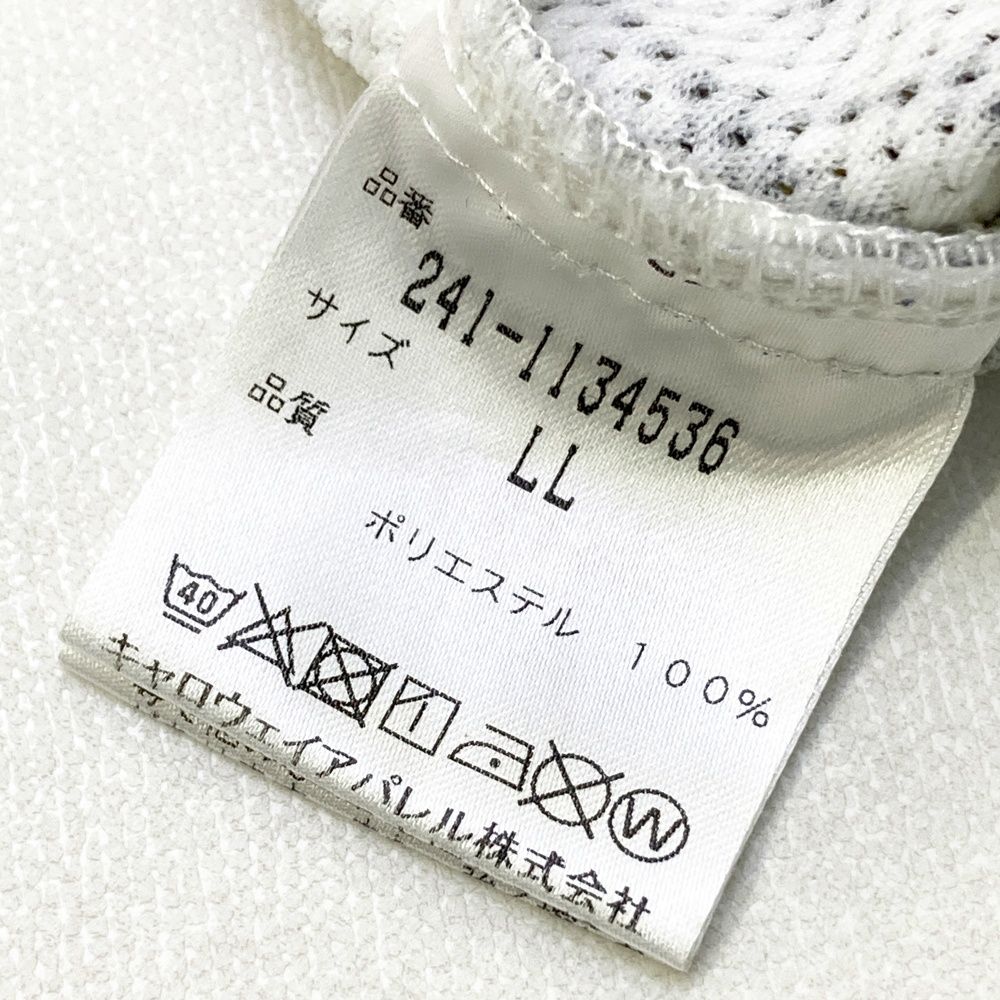 品番
241-1134536
サイズ
LL
品質
ポリエステル 100%
40
W
キャロウェイアパレル株式会社